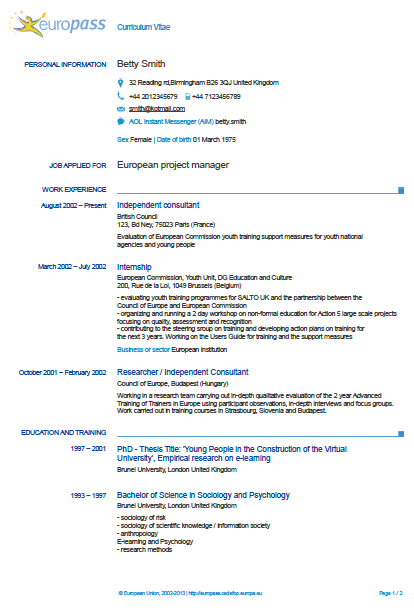 europass
Curriculum Vitae
PERSONAL INFORMATION
Betty Smith
32 Reading rd,Birmingham B26 3QJ United Kingdom
+44 2012345679 +44 7123456789
smith@kotmail.com
AOL Instant Messenger (AIM) betty.smith
Sex Female | Date of birth 01 March 1975
JOB APPLIED FOR
European project manager
WORK EXPERIENCE
August 2002 – Present
Independent consultant
British Council
123, Bd Ney, 75023 Paris (France)
Evaluation of European Commission youth training support measures for youth national
agencies and young people
March 2002 – July 2002
Internship
European Commission, Youth Unit, DG Education and Culture
200, Rue de la Loi, 1049 Brussels (Belgium)
- evaluating youth training programmes for SALTO UK and the partnership between the
Council of Europe and European Commission
- organizing and running a 2 day workshop on non-formal education for Action 5 large scale projects
focusing on quality, assessment and recognition
- contributing to the steering sroup on training and developing action plans on training for
the next 3 years. Working on the Users Guide for training and the support measures
Business or sector European institution
October 2001 – February 2002
Researcher / Independent Consultant
Council of Europe, Budapest (Hungary)
Working in a research team carrying out in-depth qualitative evaluation of the 2 year Advanced
Training of Trainers in Europe using participant observations, in-depth interviews and focus groups.
Work carried out in training courses in Strasbourg, Slovenia and Budapest.
EDUCATION AND TRAINING
1997 – 2001
PhD - Thesis Title: 'Young People in the Construction of the Virtual
University', Empirical research on e-learning
Brunel University, London United Kingdom
1993 – 1997
Bachelor of Science in Sociology and Psychology
Brunel University, London United Kingdom
- sociology of risk
- sociology of scientific knowledge / information society
- anthropology
E-learning and Psychology
- research methods
© European Union, 2002-2013 | http://europass.cedefop.europa.eu
Page 1 / 2